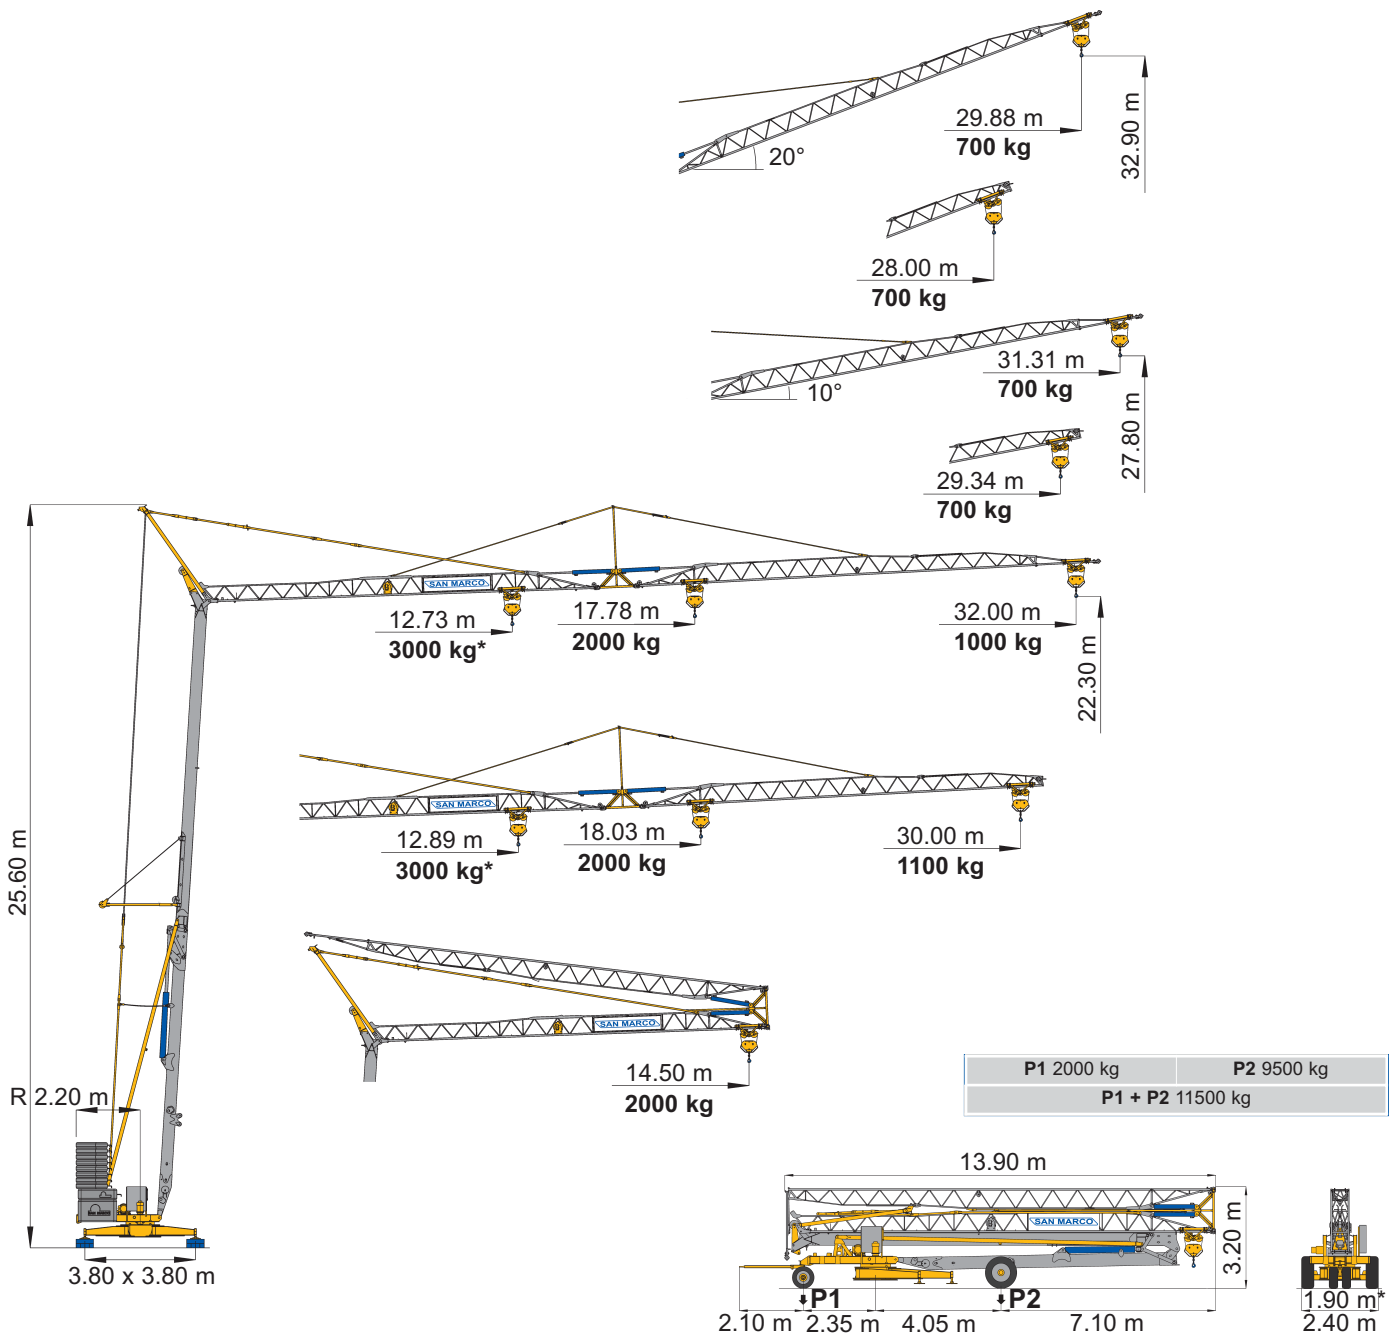 29.88 m
700 kg
20°
32.90 m
28.00 m
700 kg
31.31 m
700 kg
10°
27.80 m
29.34 m
700 kg
SAN MARCO
12.73 m
3000 kg*
17.78 m
2000 kg
32.00 m
1000 kg
22.30 m
25.60 m
SAN MARCO
12.89 m
3000 kg*
18.03 m
2000 kg
30.00 m
1100 kg
SAN MARCO
14.50 m
2000 kg
R 2.20 m
3.80 x 3.80 m
P1 2000 kg P2 9500 kg
P1 + P2 11500 kg
13.90 m
SAN MARCO
3.20 m
P1 P2
2.10 m 2.35 m 4.05 m 7.10 m
1.90 m*
2.40 m